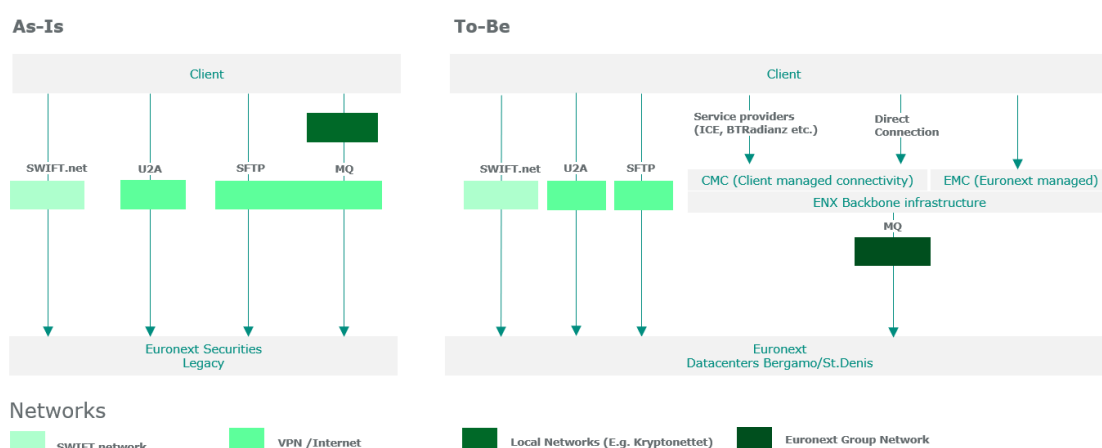 As-Is
To-Be
Client
Client
Service providers
(ICE, BTRadianz etc.)
Direct
Connection
SWIFT.net
U2A
SFTP
MQ
SWIFT.net
U2A
SFTP
CMC (Client managed connectivity)
EMC (Euronext managed)
ENX Backbone infrastructure
MQ
Euronext Securities
Legacy
Euronext
Datacenters Bergamo/St.Denis
Networks
SWIFT network
VPN /Internet
Local Networks (E.g. Kryptonettet)
Euronext Group Network